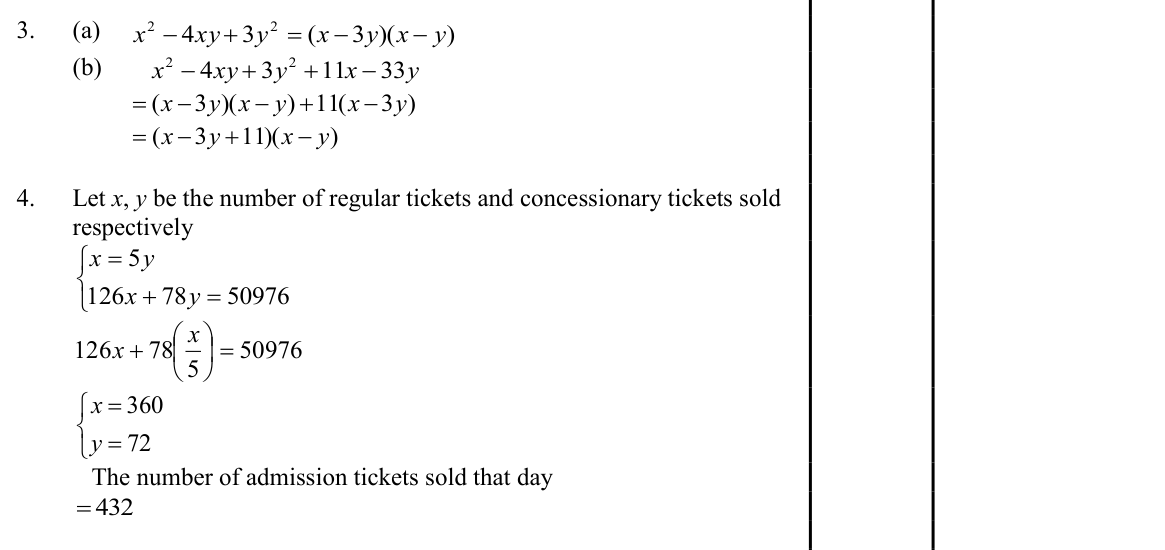 3. (a) x² − 4xy + 3y² = (x − 3y)(x − y)
(b) x² − 4xy + 3y² + 11x − 33y
= (x − 3y)(x − y) + 11(x − 3y)
= (x − 3y + 11)(x − y)
4. Let x, y be the number of regular tickets and concessionary tickets sold
respectively
{x = 5y
126x + 78y = 50976
126x + 78(x/5) = 50976
{x = 360
y = 72
The number of admission tickets sold that day
= 432